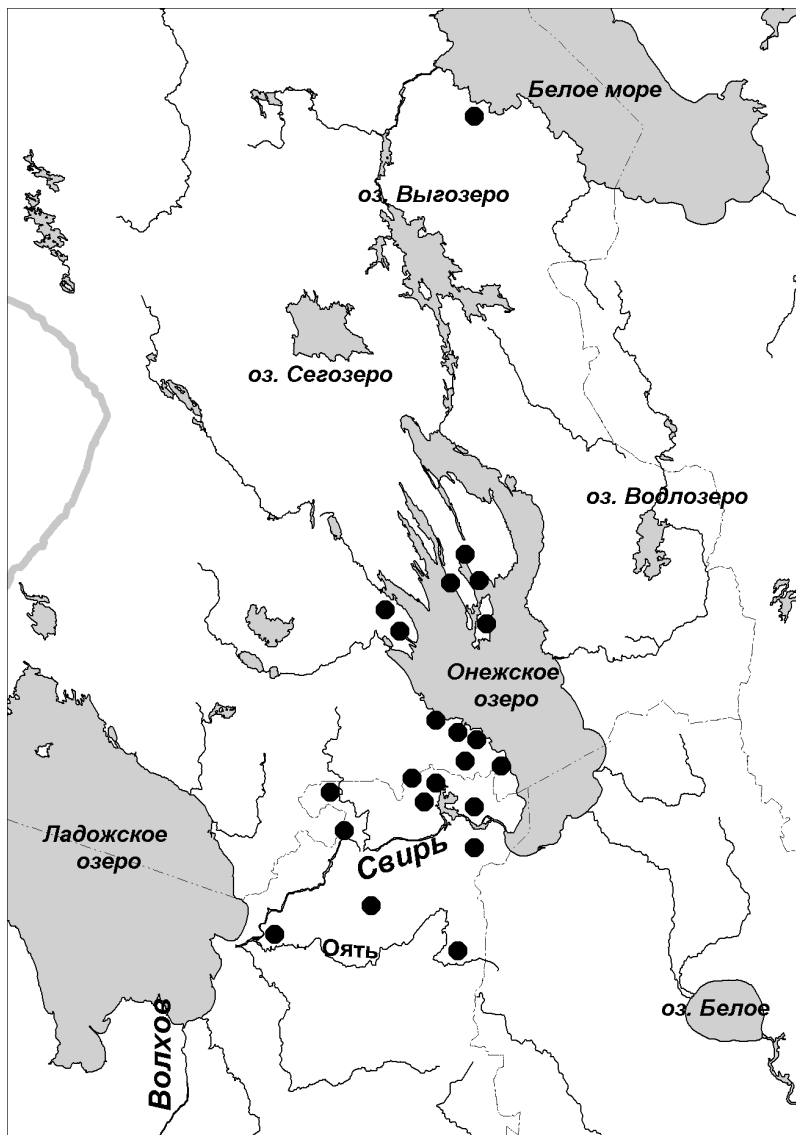 Белое море
оз. Выгозеро
оз. Сегозеро
оз. Водлозеро
Онежское
озеро
Ладожское
озеро
Свирь
Оять
оз. Белое
Волхов